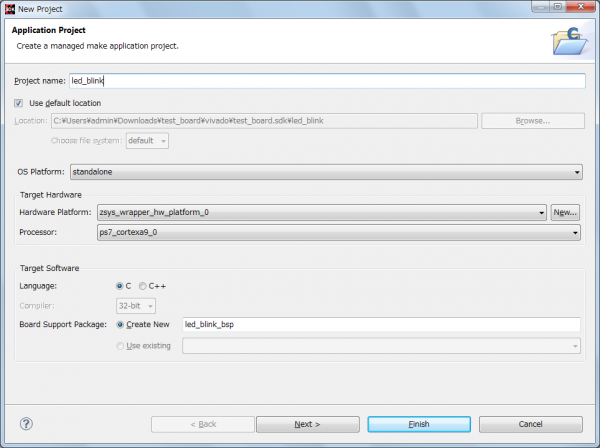 New Project
Application Project
Create a managed make application project.
Project name: led_blink
Use default location
Location: C:¥Users¥admin¥Downloads¥test_board¥vivado¥test_board.sdk¥led_blink Browse...
Choose file system: default
OS Platform: standalone
Target Hardware
Hardware Platform: zsys_wrapper_hw_platform_0 New...
Processor: ps7_cortexa9_0
Target Software
Language: C C++
Compiler: 32-bit
Board Support Package: Create New led_blink_bsp
Use existing
< Back Next > Finish Cancel